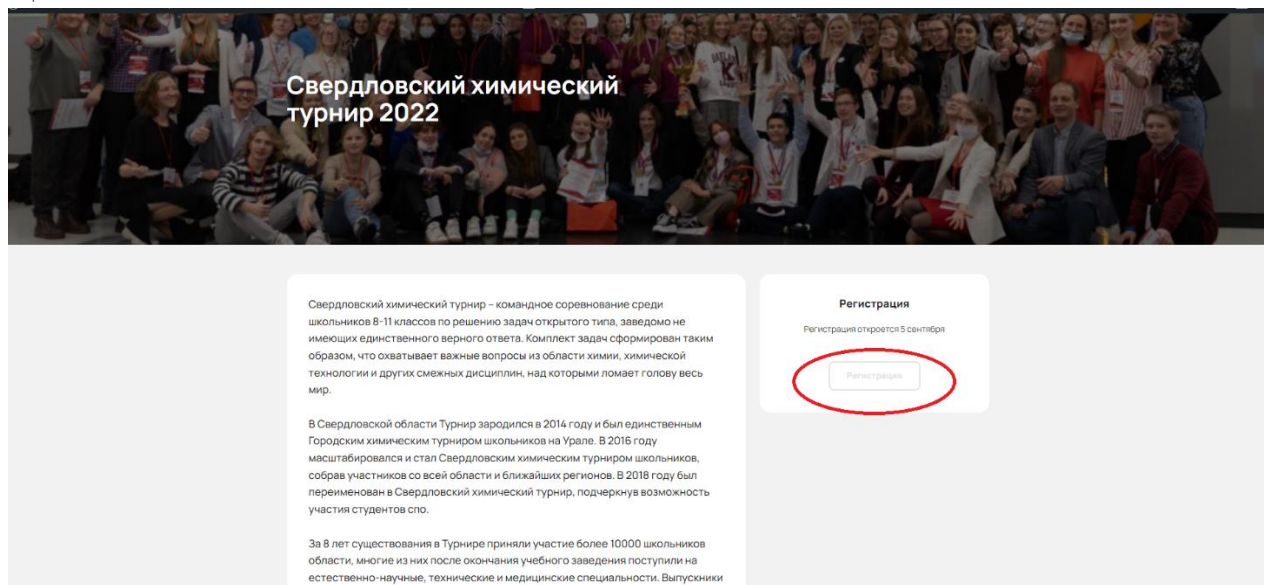 Свердловский химический
турнир 2022
Свердловский химический турнир – командное соревнование среди
школьников 8-11 классов по решению задач открытого типа, заведомо не
имеющих единственного верного ответа. Комплект задач сформирован таким
образом, что охватывает важные вопросы из области химии, химической
технологии и других смежных дисциплин, над которыми ломает голову весь
мир.
В Свердловской области Турнир зародился в 2014 году и был единственным
Городским химическим турниром школьников на Урале. В 2016 году
масштабировался и стал Свердловским химическим турниром школьников,
собрав участников со всей области и ближайших регионов. В 2018 году был
переименован в Свердловский химический турнир, подчеркнув возможность
участия студентов спо.
За 8 лет существования в Турнире приняли участие более 10000 школьников
области, многие из них после окончания учебного заведения поступили на
естественно-научные, технические и медицинские специальности. Выпускники
Регистрация
Регистрация откроется 5 сентября
Регистрация